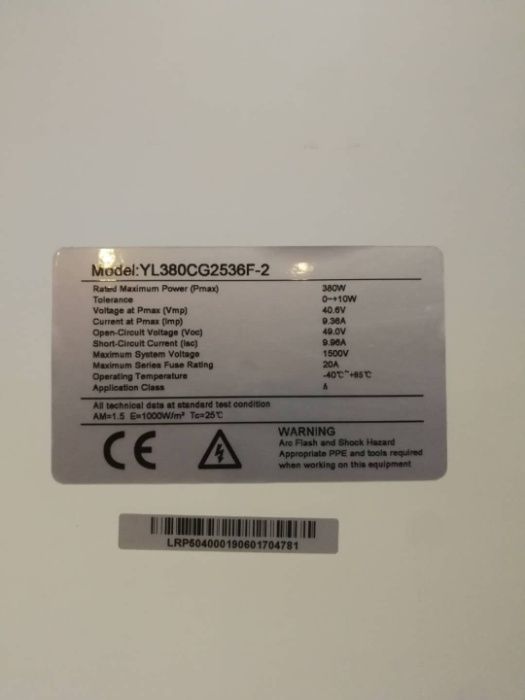 Model:YL380CG2536F-2
Rated Maximum Power (Pmax) 380W
Tolerance 0~+10W
Voltage at Pmax (Vmp) 40.6V
Current at Pmax (Imp) 9.36A
Open-Circuit Voltage (Voc) 49.0V
Short-Circuit Current (Isc) 9.96A
Maximum System Voltage 1500V
Maximum Series Fuse Rating 20A
Operating Temperature -40℃~+85℃
Application Class A
All technical data at standard test condition
AM=1.5 E=1000W/m² Tc=25℃
CE
WARNING
Arc Flash and Shock Hazard
Appropriate PPE and tools required
when working on this equipment
LRP504000190601704781